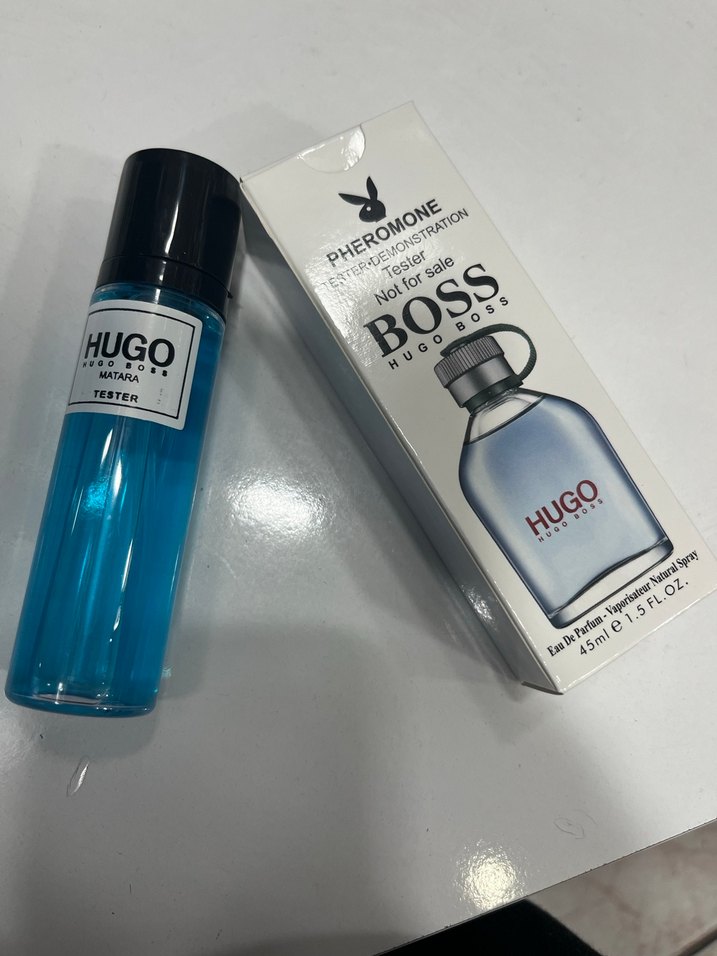 HUGO
HUGO BOSS
MATARA
TESTER
PHEROMONE
TESTER•DEMONSTRATION
Tester
Not for sale
BOSS
HUGO BOSS
HUGO
HUGO BOSS
Eau De Parfum - Vaporisateur Natural Spray
45ml e 1.5 FL.OZ.